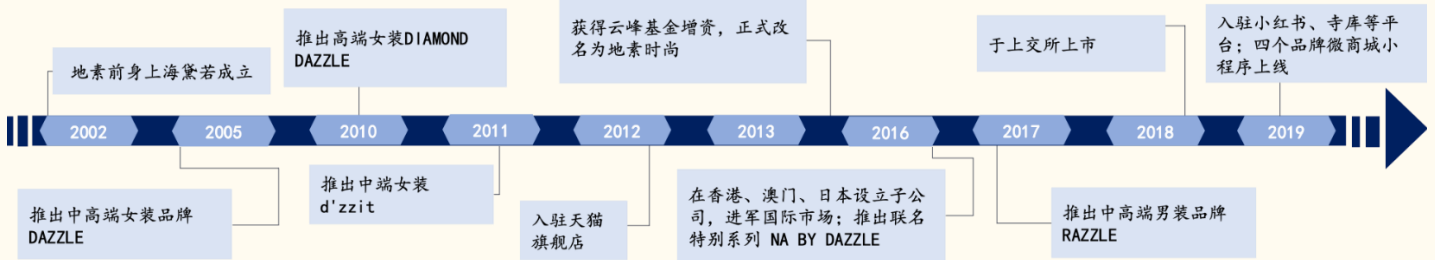 地素前身上海黛若成立
推出高端女装DIAMOND
DAZZLE
获得云峰基金增资，正式改
名为地素时尚
于上交所上市
入驻小红书、寺库等平
台；四个品牌微商城小
程序上线
2002
2005
2010
2011
2012
2013
2016
2017
2018
2019
推出中高端女装品牌
DAZZLE
推出中端女装
d'zzit
入驻天猫
旗舰店
在香港、澳门、日本设立子公
司，进军国际市场；推出联名
特别系列 NA BY DAZZLE
推出中高端男装品牌
RAZZLE